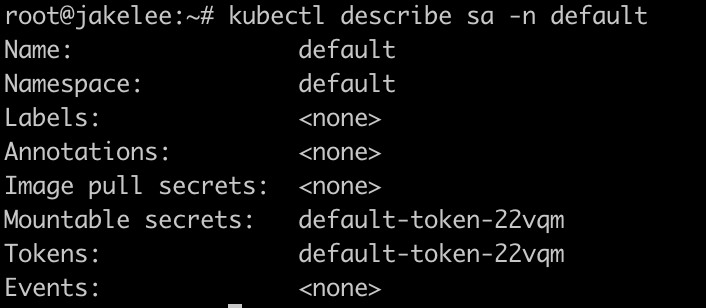 root@jakelee:~# kubectl describe sa -n default
Name:                default
Namespace:           default
Labels:              <none>
Annotations:         <none>
Image pull secrets:  <none>
Mountable secrets:   default-token-22vqm
Tokens:              default-token-22vqm
Events:              <none>